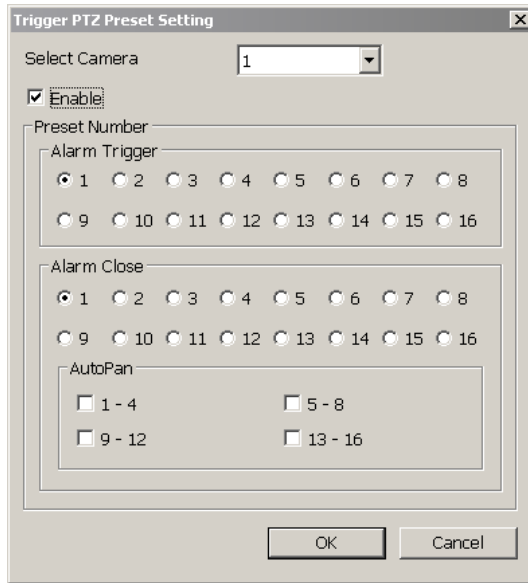 Trigger PTZ Preset Setting
Select Camera 1
Enable
Preset Number
Alarm Trigger
1 2 3 4 5 6 7 8
9 10 11 12 13 14 15 16
Alarm Close
1 2 3 4 5 6 7 8
9 10 11 12 13 14 15 16
AutoPan
1 - 4 5 - 8
9 - 12 13 - 16
OK Cancel